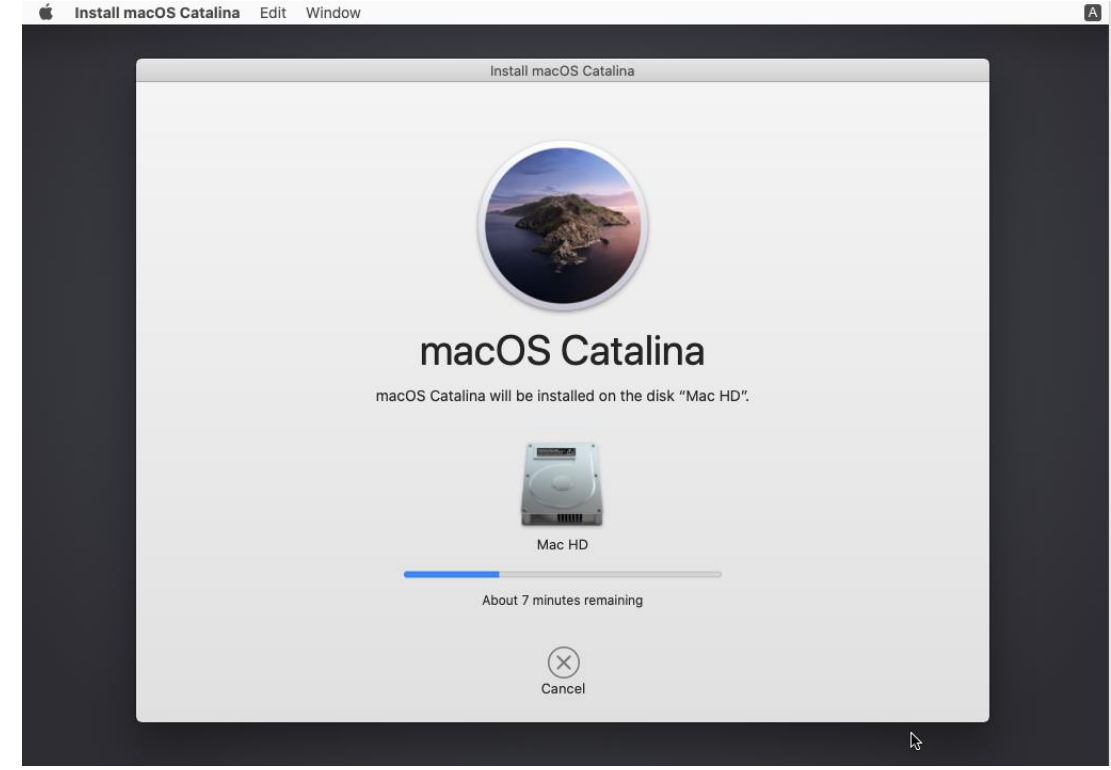 Install macOS Catalina Edit Window A
Install macOS Catalina
macOS Catalina
macOS Catalina will be installed on the disk “Mac HD”.
Mac HD
About 7 minutes remaining
Cancel